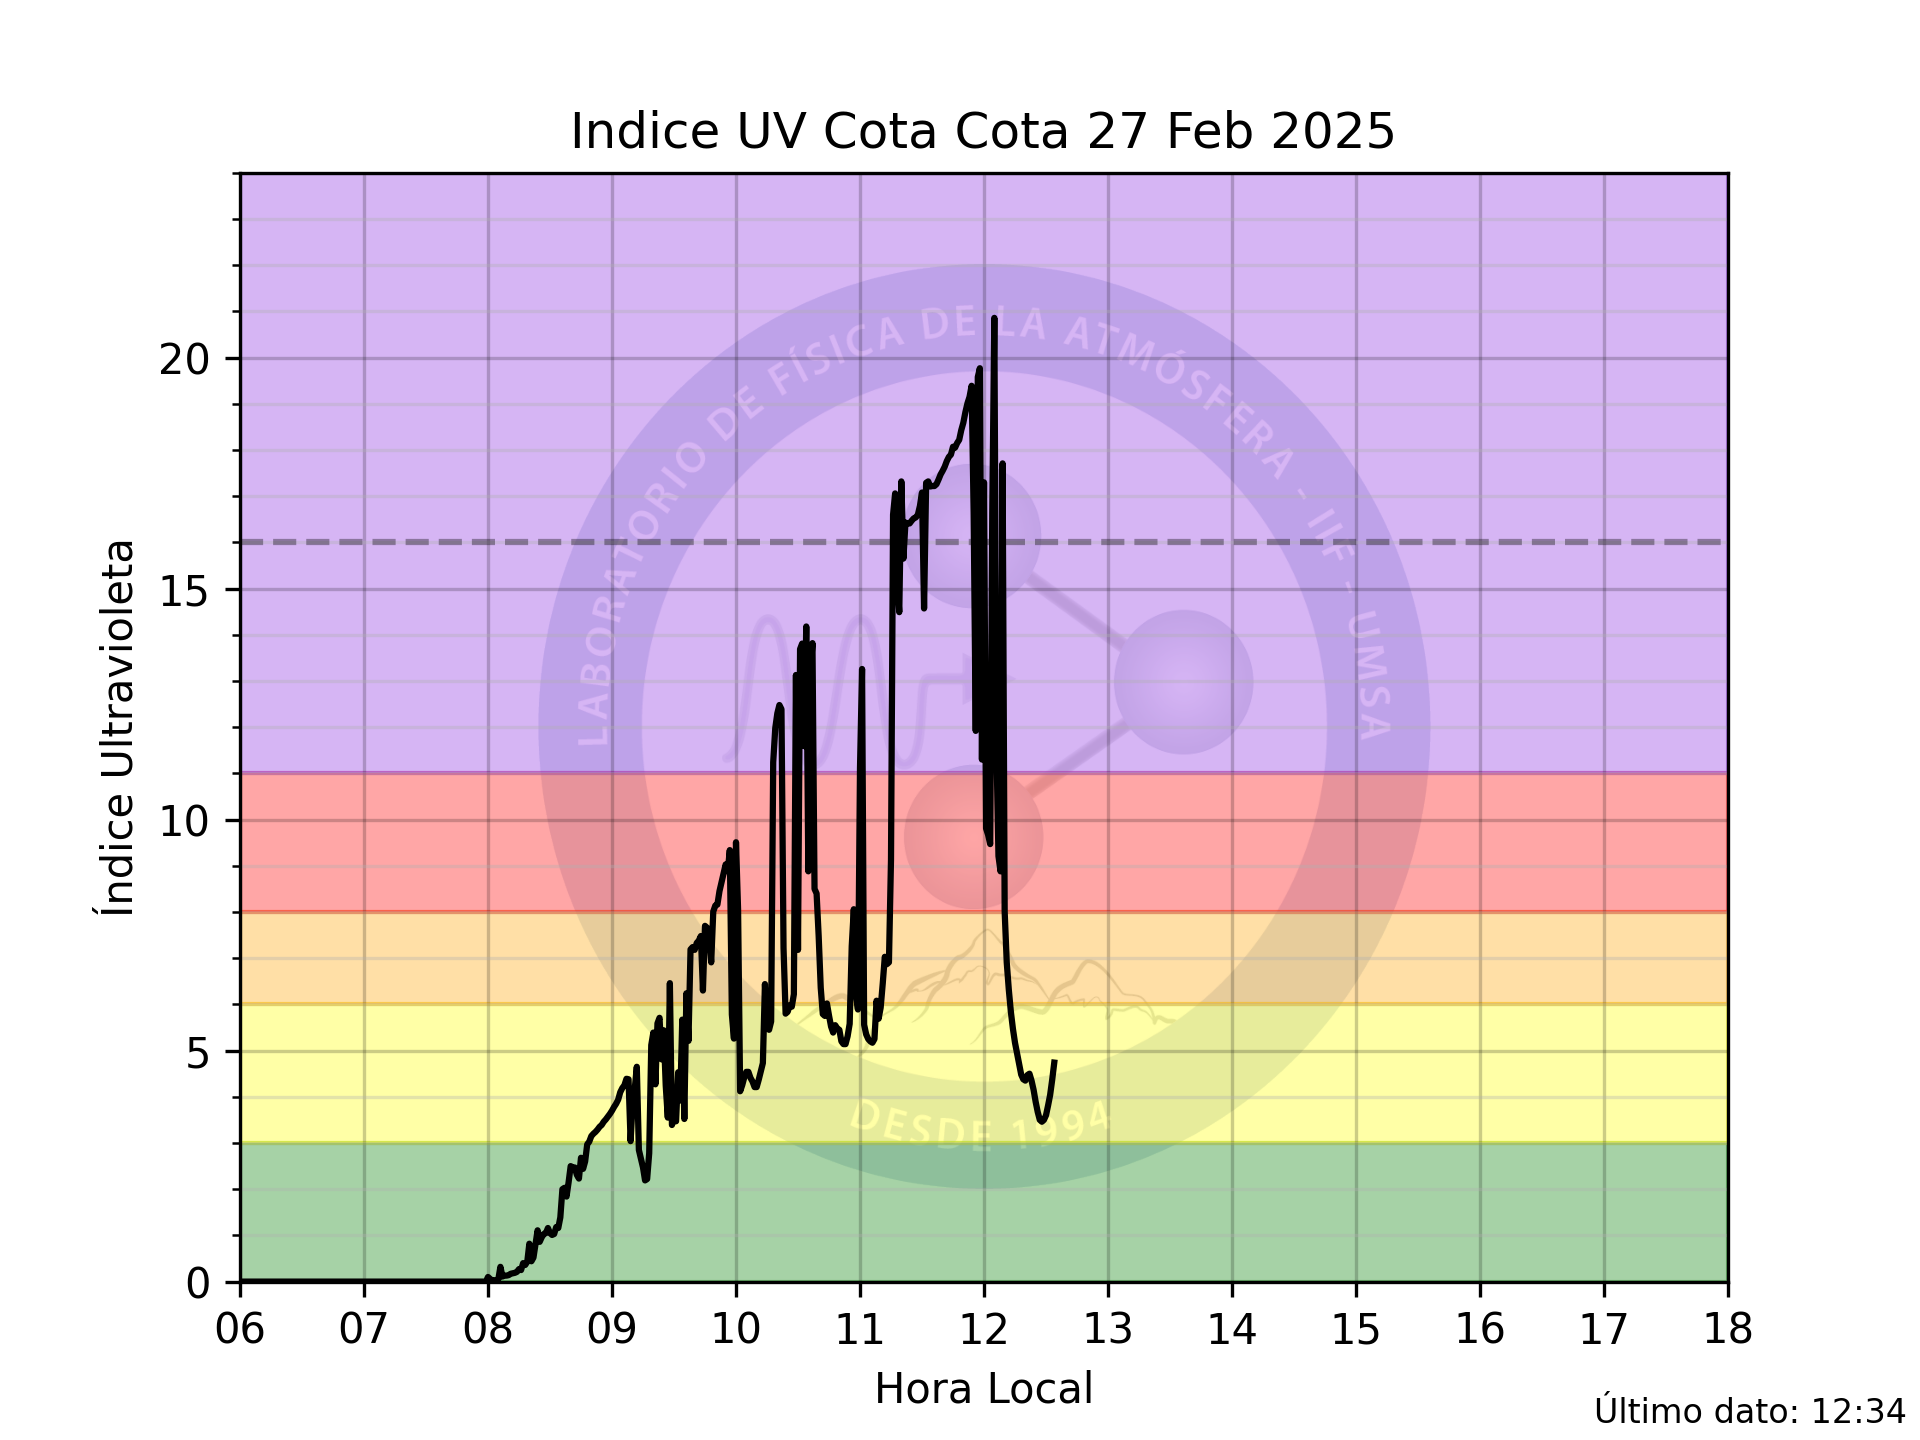 Indice UV Cota Cota 27 Feb 2025
LABORATORIO DE FÍSICA DE LA ATMÓSFERA - IIF - UMSA
20
15
10
5
0
Índice Ultravioleta
DESDE 1994
06 07 08 09 10 11 12 13 14 15 16 17 18
Hora Local
Último dato: 12:34